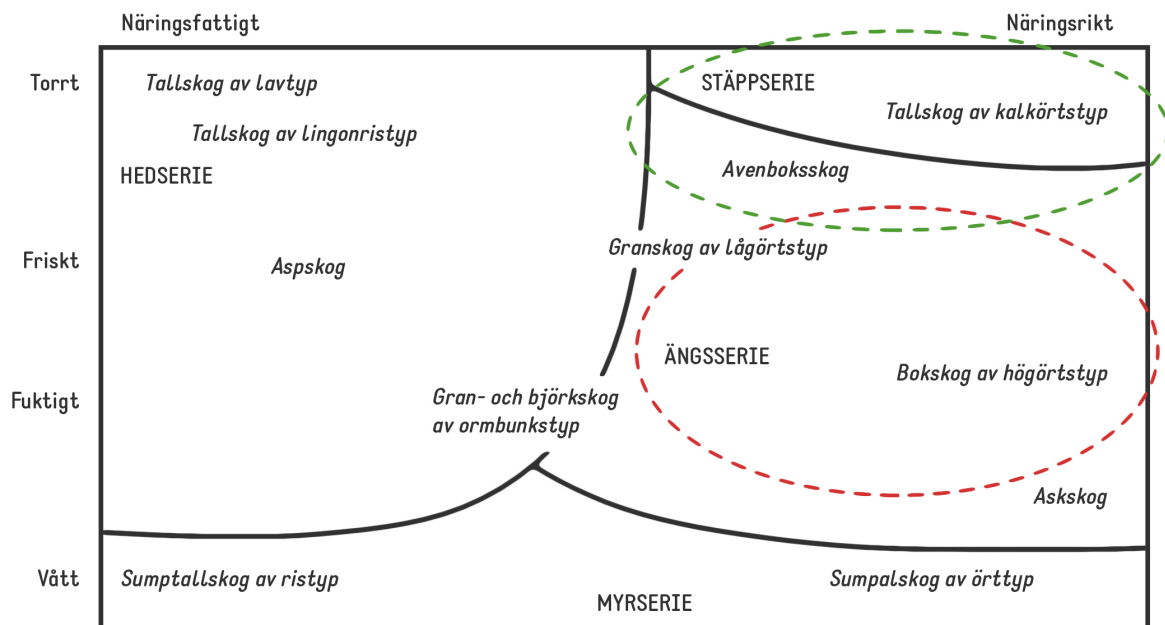 Näringsfattigt
Näringsrikt
Torrt
Tallskog av lavtyp
STÄPPSERIE
Tallskog av kalkörtstyp
Tallskog av lingonristyp
HEDSERIE
Avenboksskog
Granskog av lågörtstyp
Friskt
Aspskog
ÄNGSSERIE
Bokskog av högörtstyp
Fuktigt
Gran- och björkskog
av ormbunkstyp
Askskog
Vått
Sumptallskog av ristyp
Sumpalskog av örttyp
MYRSERIE